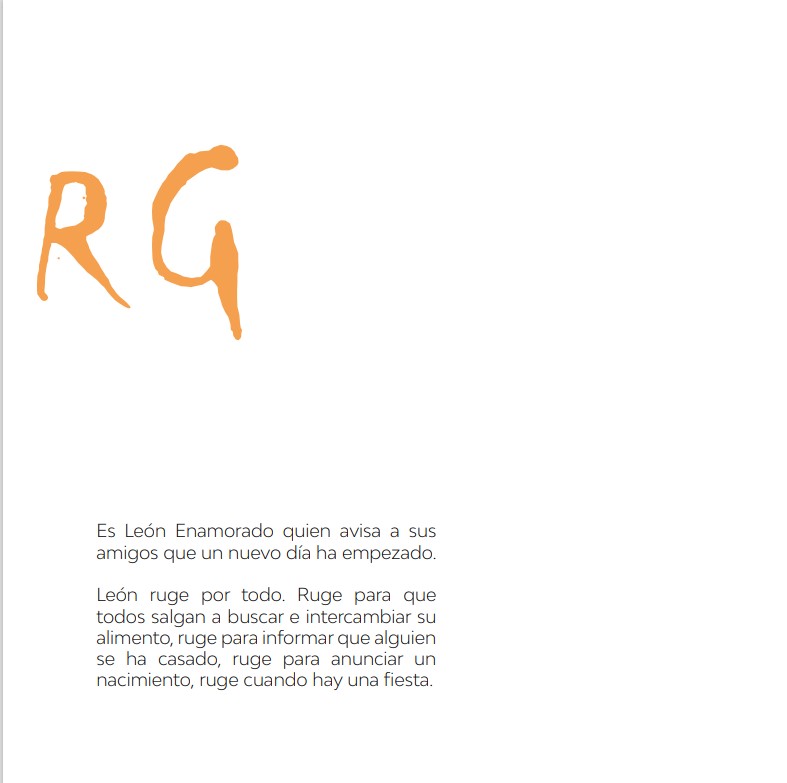 RG
Es León Enamorado quien avisa a sus
amigos que un nuevo día ha empezado.
León ruge por todo. Ruge para que
todos salgan a buscar e intercambiar su
alimento, ruge para informar que alguien
se ha casado, ruge para anunciar un
nacimiento, ruge cuando hay una fiesta.